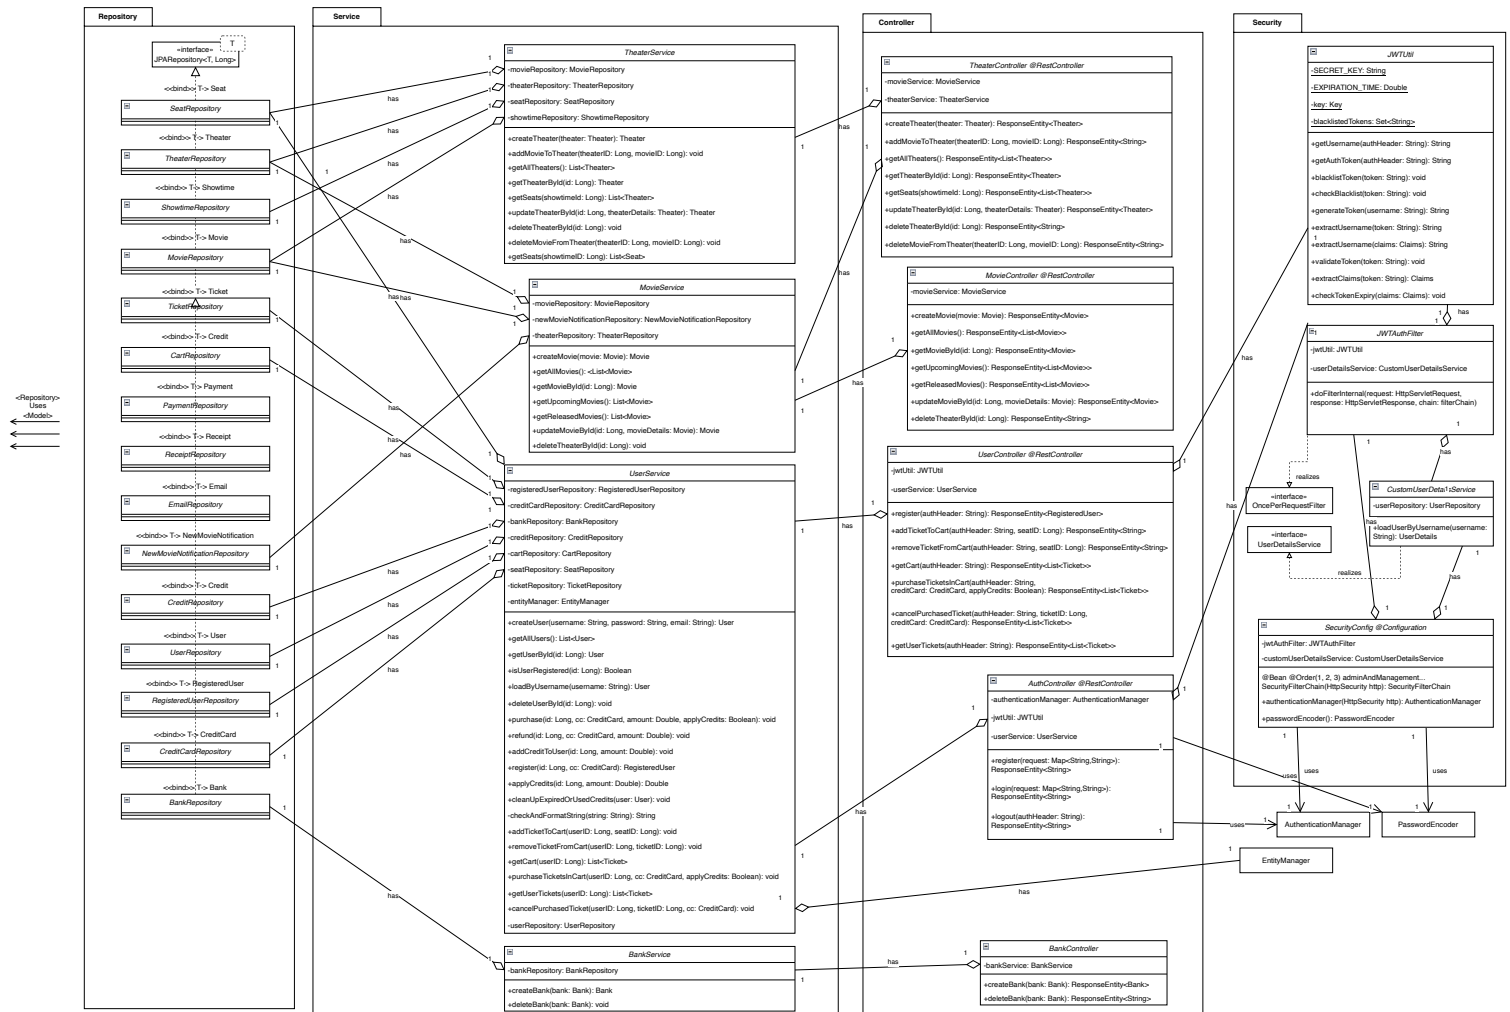 Repository
«interface»
JPARepository<T, Long>
T
<<bind>> T-> Seat
SeatRepository
<<bind>> T-> Theater
TheaterRepository
<<bind>> T-> Showtime
ShowtimeRepository
<<bind>> T-> Movie
MovieRepository
<<bind>> T-> Ticket
TicketRepository
<<bind>> T-> Credit
CartRepository
<<bind>> T-> Payment
PaymentRepository
<<bind>> T-> Receipt
ReceiptRepository
<<bind>> T-> Email
EmailRepository
<<bind>> T-> NewMovieNotification
NewMovieNotificationRepository
<<bind>> T-> Credit
CreditRepository
<<bind>> T-> User
UserRepository
<<bind>> T-> RegisteredUser
RegisteredUserRepository
<<bind>> T-> CreditCard
CreditCardRepository
<<bind>> T-> Bank
BankRepository
<Repository>
Uses
<Model>
Service
TheaterService
-movieRepository: MovieRepository
-theaterRepository: TheaterRepository
-seatRepository: SeatRepository
-showtimeRepository: ShowtimeRepository
+createTheater(theater: Theater): Theater
+addMovieToTheater(theaterID: Long, movieID: Long): void
+getAllTheaters(): List<Theater>
+getTheaterById(id: Long): Theater
+getSeats(showtimeId: Long): List<Theater>
+updateTheaterById(id: Long, theaterDetails: Theater): Theater
+deleteTheaterById(id: Long): void
+deleteMovieFromTheater(theaterID: Long, movieID: Long): void
+getSeats(showtimeID: Long): List<Seat>
MovieService
-movieRepository: MovieRepository
-newMovieNotificationRepository: NewMovieNotificationRepository
-theaterRepository: TheaterRepository
+createMovie(movie: Movie): Movie
+getAllMovies(): <List<Movie>
+getMovieById(id: Long): Movie
+getUpcomingMovies(): List<Movie>
+getReleasedMovies(): List<Movie>
+updateMovieById(id: Long, movieDetails: Movie): Movie
+deleteTheaterById(id: Long): void
UserService
-registeredUserRepository: RegisteredUserRepository
-creditCardRepository: CreditCardRepository
-bankRepository: BankRepository
-creditRepository: CreditRepository
-cartRepository: CartRepository
-seatRepository: SeatRepository
-ticketRepository: TicketRepository
-entityManager: EntityManager
+createUser(username: String, password: String, email: String): User
+getAllUsers(): List<User>
+getUserById(id: Long): User
+isUserRegistered(id: Long): Boolean
+loadByUsername(username: String): User
+deleteUserById(id: Long): void
+purchase(id: Long, cc: CreditCard, amount: Double, applyCredits: Boolean): void
+refund(id: Long, cc: CreditCard, amount: Double): void
+addCreditToUser(id: Long, amount: Double): void
+register(id: Long, cc: CreditCard): RegisteredUser
+applyCredits(id: Long, amount: Double): Double
+cleanUpExpiredOrUsedCredits(user: User): void
-checkAndFormatString(string: String): String
+addTicketToCart(userID: Long, seatID: Long): void
+removeTicketFromCart(userID: Long, ticketID: Long): void
+getCart(userID: Long): List<Ticket>
+purchaseTicketsInCart(userID: Long, cc: CreditCard, applyCredits: Boolean): void
+getUserTickets(userID: Long): List<Ticket>
+cancelPurchasedTicket(userID: Long, ticketID: Long, cc: CreditCard): void
-userRepository: UserRepository
BankService
-bankRepository: BankRepository
+createBank(bank: Bank): Bank
+deleteBank(bank: Bank): void
Controller
TheaterController @RestController
-movieService: MovieService
-theaterService: TheaterService
+createTheater(theater: Theater): ResponseEntity<Theater>
+addMovieToTheater(theaterID: Long, movieID: Long): ResponseEntity<String>
+getAllTheaters(): ResponseEntity<List<Theater>>
+getTheaterById(id: Long): ResponseEntity<Theater>
+getSeats(showtimeId: Long): ResponseEntity<List<Theater>>
+updateTheaterById(id: Long, theaterDetails: Theater): ResponseEntity<Theater>
+deleteTheaterById(id: Long): ResponseEntity<String>
+deleteMovieFromTheater(theaterID: Long, movieID: Long): ResponseEntity<String>
MovieController @RestController
-movieService: MovieService
+createMovie(movie: Movie): ResponseEntity<Movie>
+getAllMovies(): ResponseEntity<List<Movie>>
+getMovieById(id: Long): ResponseEntity<Movie>
+getUpcomingMovies(): ResponseEntity<List<Movie>>
+getReleasedMovies(): ResponseEntity<List<Movie>>
+updateMovieById(id: Long, movieDetails: Movie): ResponseEntity<Movie>
+deleteTheaterById(id: Long): ResponseEntity<String>
UserController @RestController
-jwtUtil: JWTUtil
-userService: UserService
+register(authHeader: String): ResponseEntity<RegisteredUser>
+addTicketToCart(authHeader: String, seatID: Long): ResponseEntity<String>
+removeTicketFromCart(authHeader: String, seatID: Long): ResponseEntity<String>
+getCart(authHeader: String): ResponseEntity<List<Ticket>>
+purchaseTicketsInCart(authHeader: String,
creditCard: CreditCard, applyCredits: Boolean): ResponseEntity<List<Ticket>>
+cancelPurchasedTicket(authHeader: String, ticketID: Long,
creditCard: CreditCard): ResponseEntity<List<Ticket>>
+getUserTickets(authHeader: String): ResponseEntity<List<Ticket>>
AuthController @RestController
-authenticationManager: AuthenticationManager
-jwtUtil: JWTUtil
-userService: UserService
+register(request: Map<String,String>):
ResponseEntity<String>
+login(request: Map<String,String>):
ResponseEntity<String>
+logout(authHeader: String):
ResponseEntity<String>
BankController
-bankService: BankService
+createBank(bank: Bank): ResponseEntity<Bank>
+deleteBank(bank: Bank): ResponseEntity<String>
Security
JWTUtil
-SECRET_KEY: String
-EXPIRATION_TIME: Double
-key: Key
-blacklistedTokens: Set<String>
+getUsername(authHeader: String): String
+getAuthToken(authHeader: String): String
+blacklistToken(token: String): void
+checkBlacklist(token: String): void
+generateToken(username: String): String
+extractUsername(token: String): String
+extractUsername(claims: Claims): String
+validateToken(token: String): void
+extractClaims(token: String): Claims
+checkTokenExpiry(claims: Claims): void
has
JWTAuthFilter
-jwtUtil: JWTUtil
-userDetailsService: CustomUserDetailsService
+doFilterInternal(request: HttpServletRequest,
response: HttpServletResponse, chain: filterChain)
realizes
has
«interface»
OncePerRequestFilter
CustomUserDetailsService
-userRepository: UserRepository
+loadUserByUsername(username:
String): UserDetails
«interface»
UserDetailsService
realizes
has
has
SecurityConfig @Configuration
-jwtAuthFilter: JWTAuthFilter
-customUserDetailsService: CustomUserDetailsService
@Bean @Order(1, 2, 3) adminAndManagement...
SecurityFilterChain(HttpSecurity http): SecurityFilterChain
+authenticationManager(HttpSecurity http): AuthenticationManager
+passwordEncoder(): PasswordEncoder
uses
uses
uses
uses
AuthenticationManager
PasswordEncoder
EntityManager
has
has
has